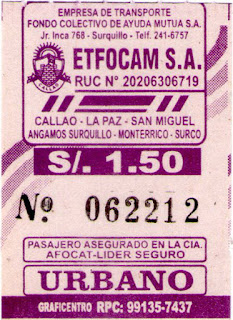 EMPRESA DE TRANSPORTE
FONDO COLECTIVO DE AYUDA MUTUA S.A.
Jr. Inca 768 - Surquillo - Telf. 241-6757
ETFOCAM S.A.
RUC Nº 20206306719
CALLAO - LA PAZ - SAN MIGUEL
ANGAMOS SURQUILLO - MONTERRICO - SURCO
S/. 1.50
Nº 062212
PASAJERO ASEGURADO EN LA CIA.
AFOCAT-LIDER SEGURO
URBANO
GRAFICENTRO RPC: 99135-7437